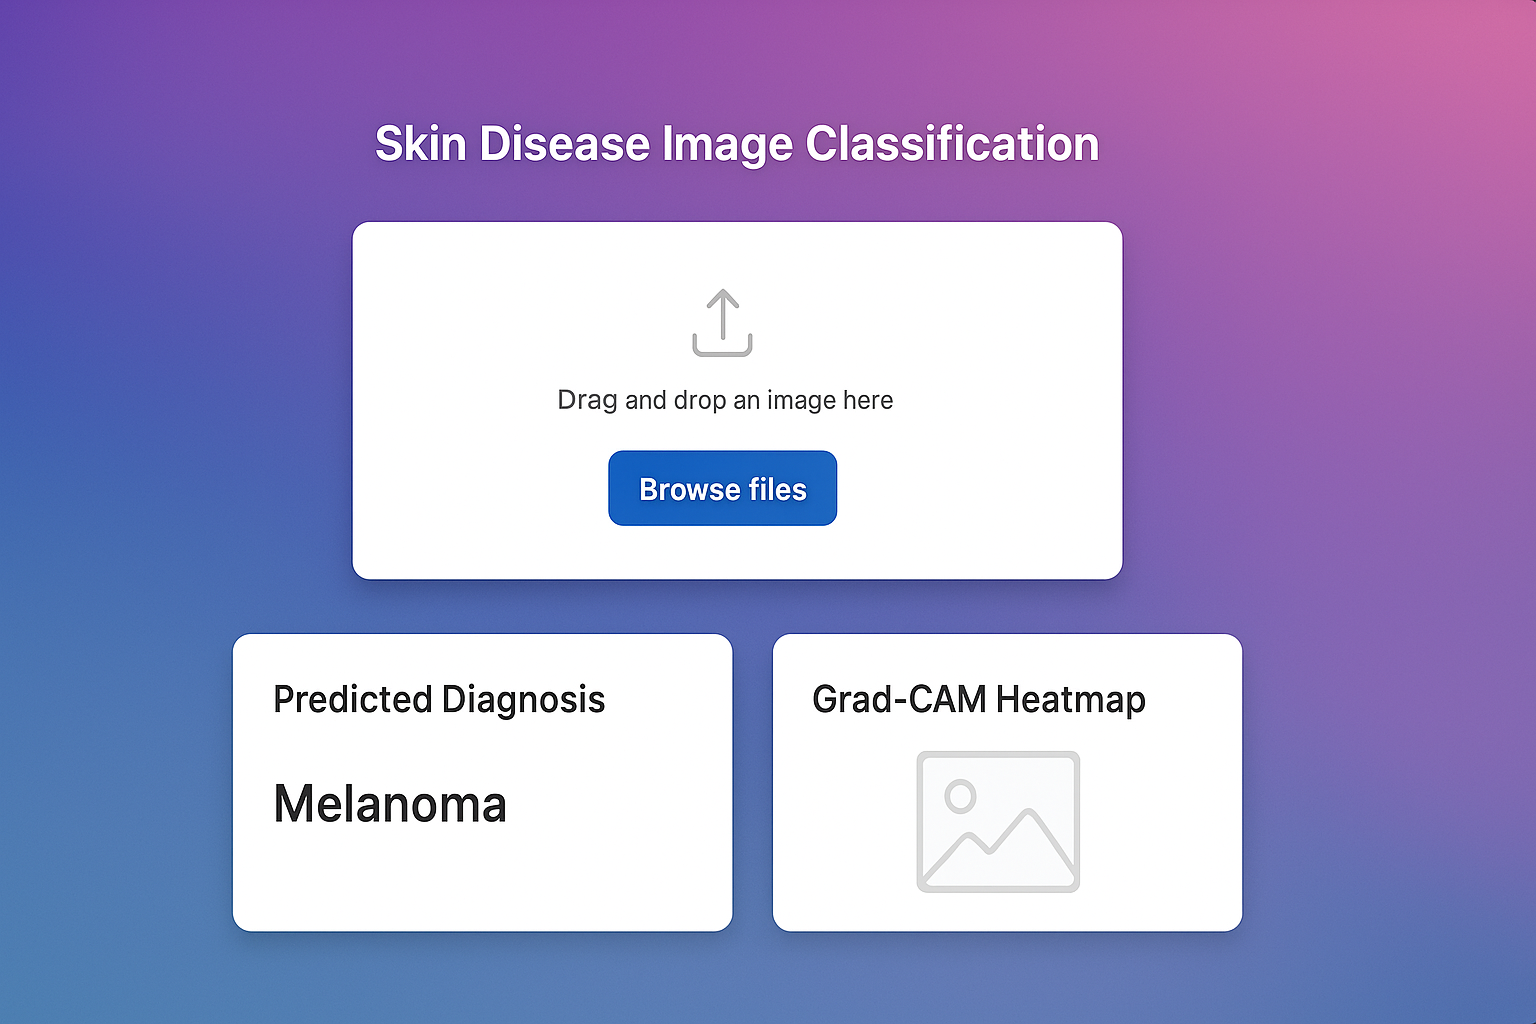 Skin Disease Image Classification
Drag and drop an image here
Browse files
Predicted Diagnosis
Melanoma
Grad-CAM Heatmap